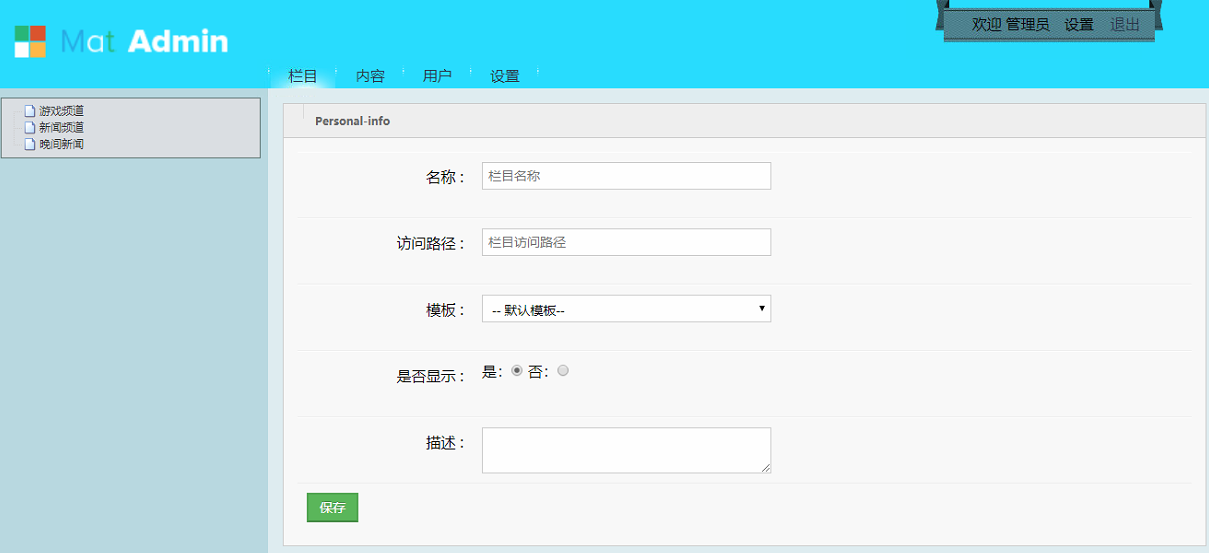 Mat Admin
欢迎 管理员 设置 退出
栏目 内容 用户 设置
游戏频道
新闻频道
晚间新闻
Personal-info
名称：
栏目名称
访问路径：
栏目访问路径
模板：
-- 默认模板--
是否显示：
是： 否：
描述：
保存